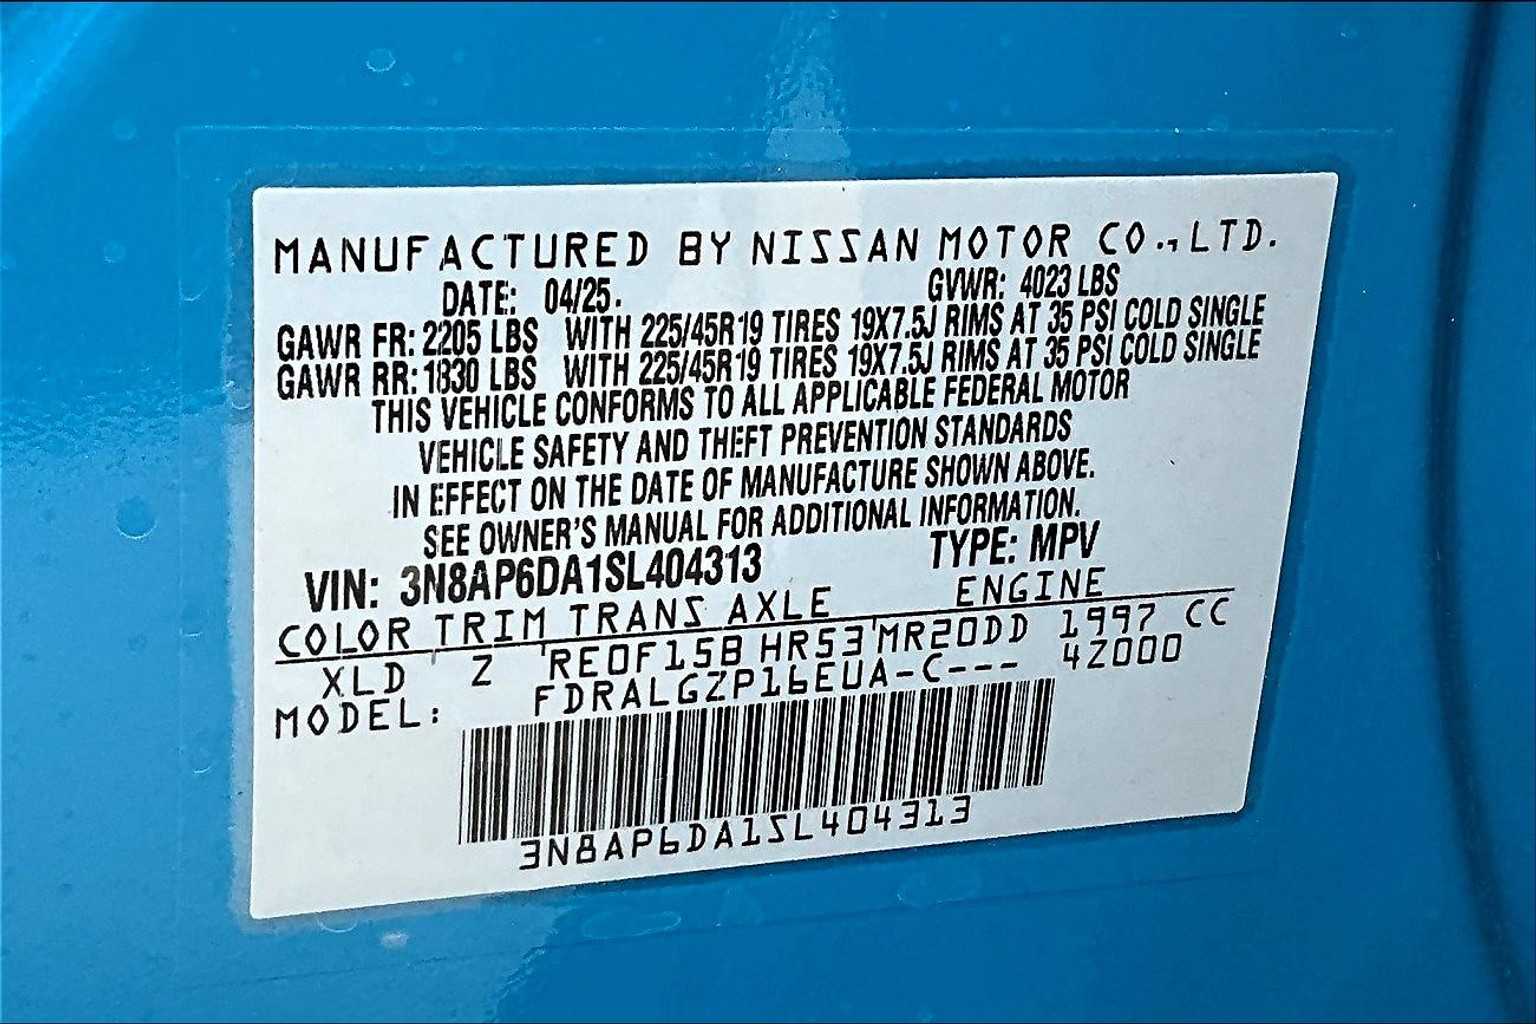 MANUFACTURED BY NISSAN MOTOR CO., LTD.
DATE: 04/25. GVWR: 4023 LBS
GAWR FR: 2205 LBS WITH 225/45R19 TIRES 19X7.5J RIMS AT 35 PSI COLD SINGLE
GAWR RR: 1830 LBS WITH 225/45R19 TIRES 19X7.5J RIMS AT 35 PSI COLD SINGLE
THIS VEHICLE CONFORMS TO ALL APPLICABLE FEDERAL MOTOR
VEHICLE SAFETY AND THEFT PREVENTION STANDARDS
IN EFFECT ON THE DATE OF MANUFACTURE SHOWN ABOVE.
SEE OWNER'S MANUAL FOR ADDITIONAL INFORMATION.
VIN: 3N8AP6DA1SL404313 TYPE: MPV
COLOR TRIM TRANS AXLE ENGINE
XLD Z RE0F15B HR53 MR20DD 1997 CC
MODEL: FDRALGZP16EUA-C--- 42000
3N8AP6DA1SL404313